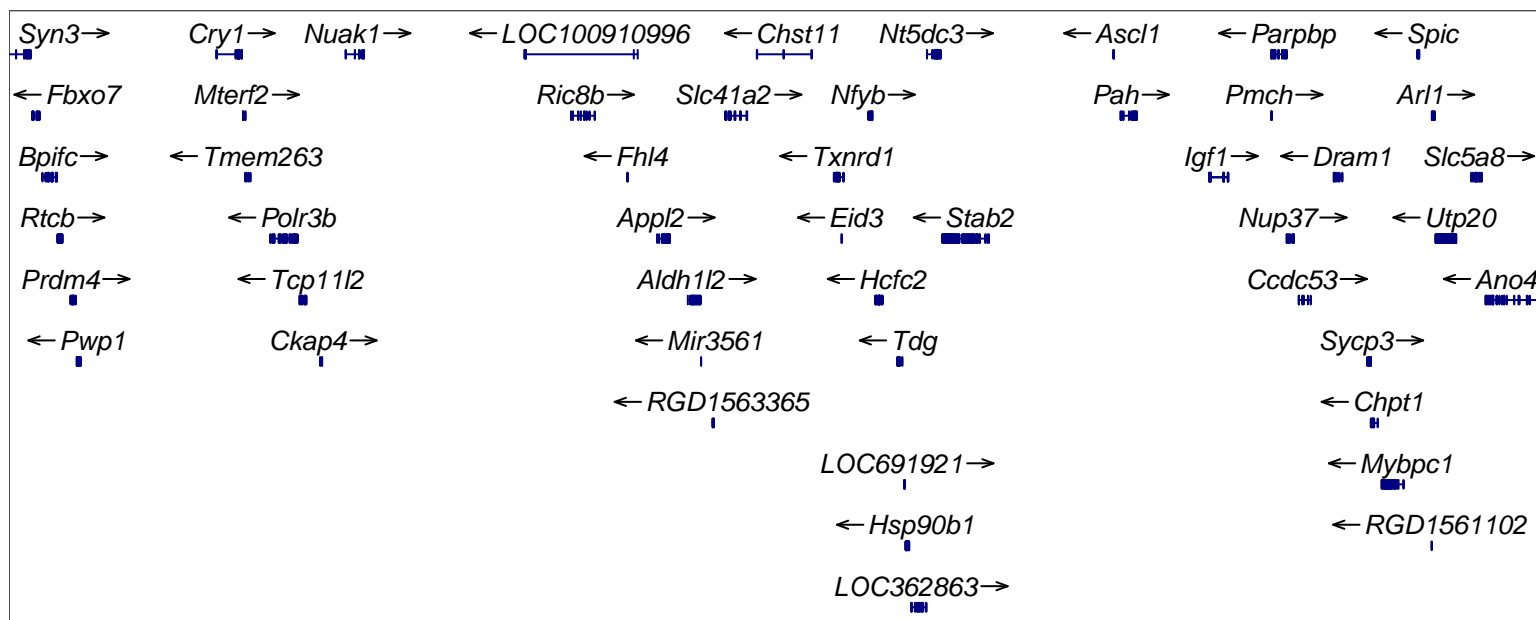 Syn3→ Cry1→ Nuak1→ ←LOC100910996 ←Chst11 Nt5dc3→ ←Ascl1 ←Parpbp ←Spic
←Fbxo7 Mterf2→ Ric8b→ Slc41a2→ Nfyb→ Pah→ Pmch→ Arl1→
Bpifc→ ←Tmem263 ←Fhl4 ←Txnrd1 Igf1→ ←Dram1 Slc5a8→
Rtcb→ ←Polr3b Appl2→ ←Eid3 ←Stab2 Nup37→ ←Utp20
Prdm4→ ←Tcp11l2 Aldh1l2→ ←Hcfc2 Ccdc53→ ←Ano4
←Pwp1 Ckap4→ ←Mir3561 ←Tdg Sycp3→
←RGD1563365 ←Chpt1
LOC691921→ ←Mybpc1
←Hsp90b1 ←RGD1561102
LOC362863→